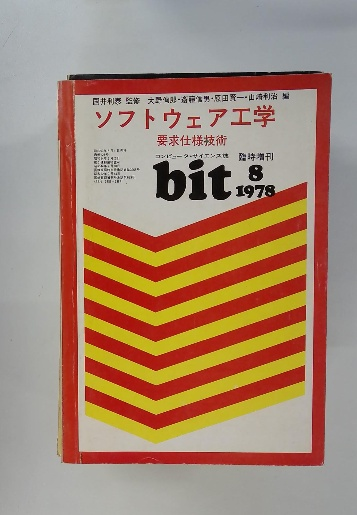 國井利泰 監修 大野侚郎・斎藤信男・原田賢一・山崎利治 編
ソフトウェア工学
要求仕様技術
コンピュータ・サイエンス誌 臨時増刊
bit 8
1978